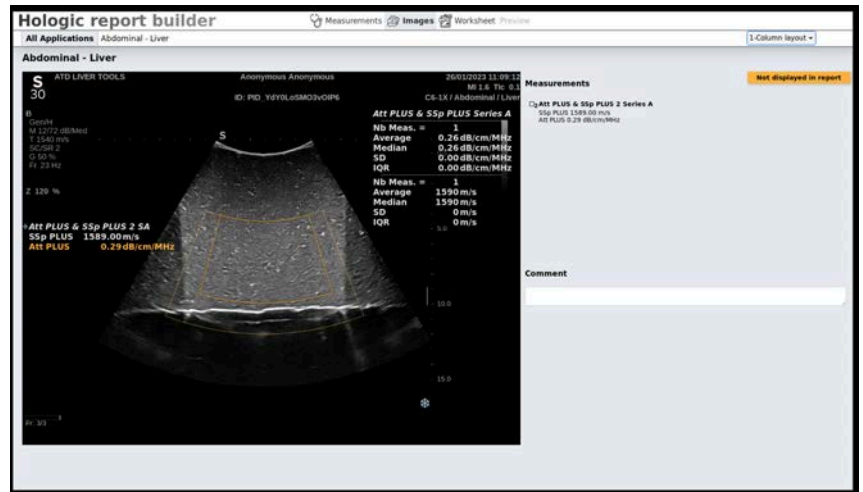 Hologic report builder
Measurements Images Worksheet Preview
All Applications Abdominal - Liver
1-Column layout
Abdominal - Liver
S
30
ATD LIVER TOOLS
Anonymous Anonymous
26/01/2023 11:09:12
MI 1.6 TIc 0.1
ID: PID_YdY0LoSMO3vOIP6
C6-1X / Abdominal / Liver
B
Gen/H
M 12/72 dB/Med
T 1540 m/s
SC/SR 2
G 50 %
Fr. 23 Hz
Z 120 %
S
Att PLUS & SSp PLUS Series A
Nb Meas. = 1
Average 0.26 dB/cm/MHz
Median 0.26 dB/cm/MHz
SD 0.00 dB/cm/MHz
IQR 0.00 dB/cm/MHz
Nb Meas. = 1
Average 1590 m/s
Median 1590 m/s
SD 0 m/s
IQR 0 m/s
Att PLUS & SSp PLUS 2 SA
SSp PLUS 1589.00 m/s
Att PLUS 0.29 dB/cm/MHz
5.0
10.0
15.0
Fr. 3/3
Measurements
Not displayed in report
Att PLUS & SSp PLUS 2 Series A
SSp PLUS 1589.00 m/s
Att PLUS 0.29 dB/cm/MHz
Comment